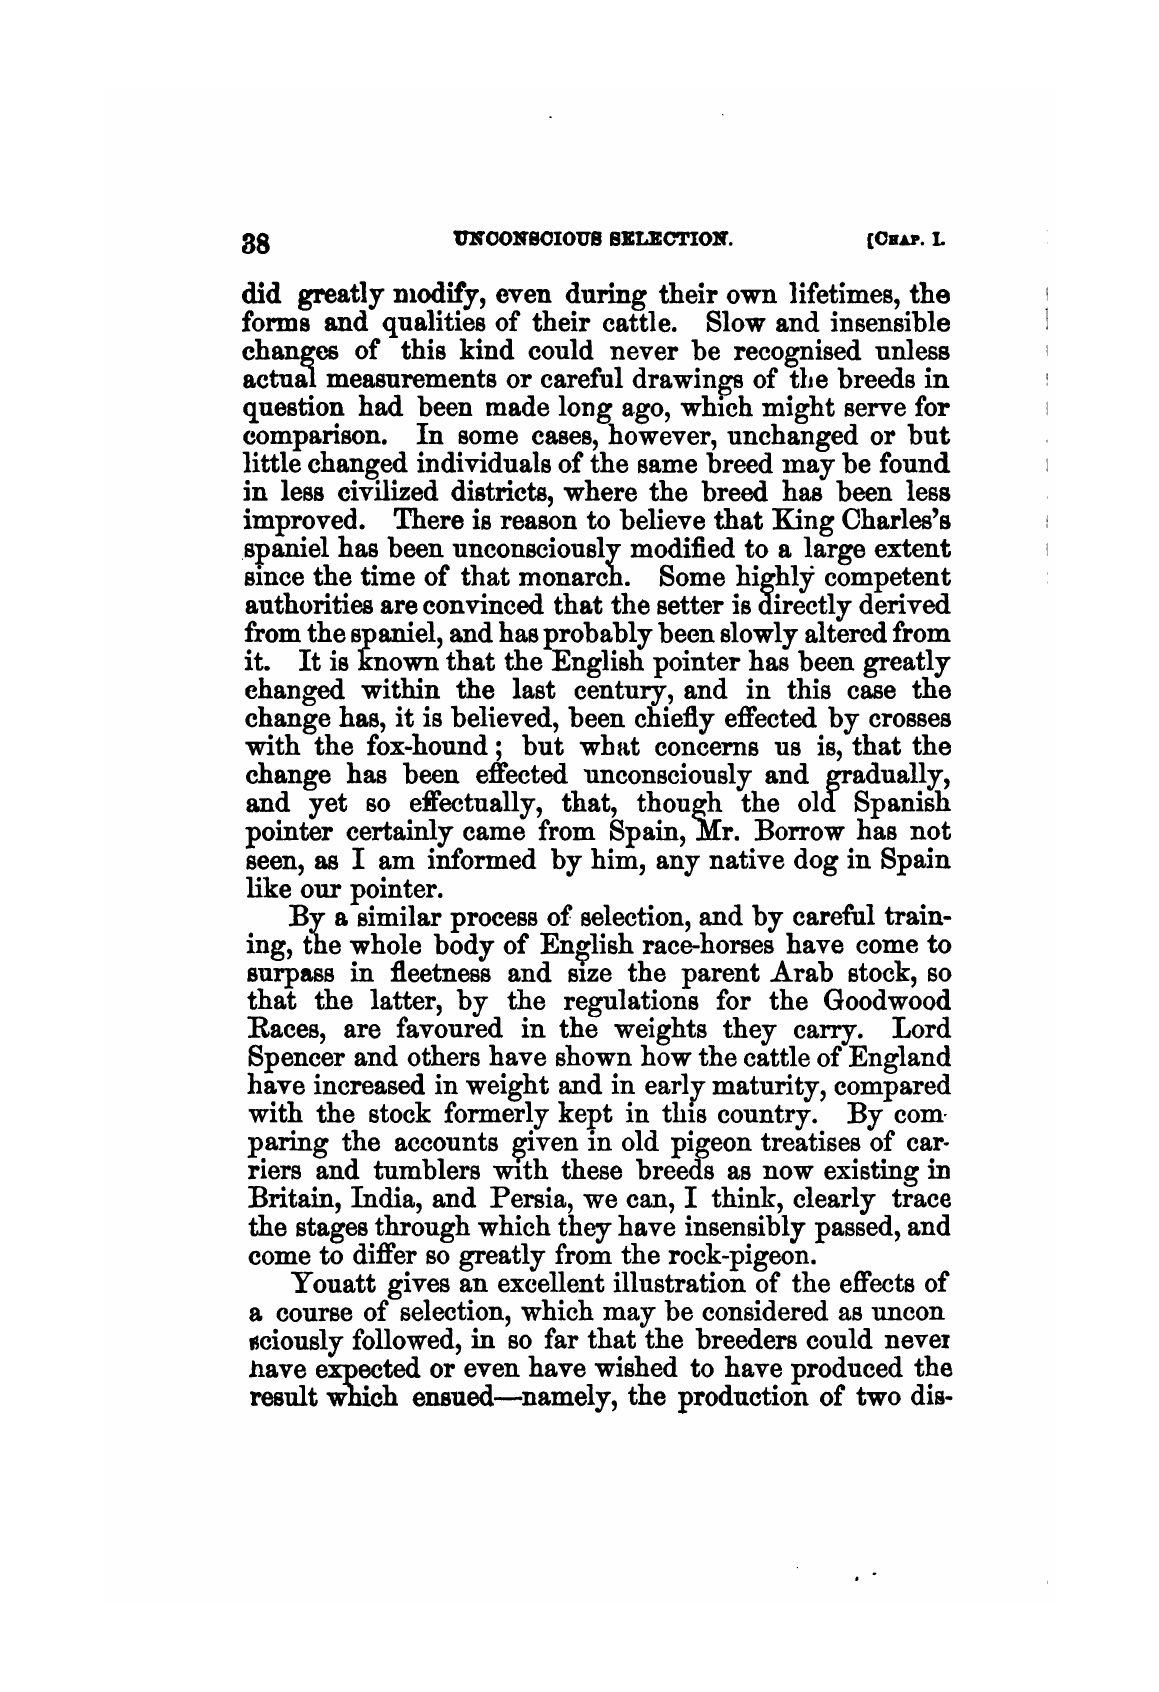 38 UNCONSCIOUS SELECTION. [CHAP. I.
did greatly modify, even during their own lifetimes, the
forms and qualities of their cattle. Slow and insensible
changes of this kind could never be recognised unless
actual measurements or careful drawings of the breeds in
question had been made long ago, which might serve for
comparison. In some cases, however, unchanged or but
little changed individuals of the same breed may be found
in less civilized districts, where the breed has been less
improved. There is reason to believe that King Charles's
spaniel has been unconsciously modified to a large extent
since the time of that monarch. Some highly competent
authorities are convinced that the setter is directly derived
from the spaniel, and has probably been slowly altered from
it. It is known that the English pointer has been greatly
changed within the last century, and in this case the
change has, it is believed, been chiefly effected by crosses
with the fox-hound; but what concerns us is, that the
change has been effected unconsciously and gradually,
and yet so effectually, that, though the old Spanish
pointer certainly came from Spain, Mr. Borrow has not
seen, as I am informed by him, any native dog in Spain
like our pointer.
By a similar process of selection, and by careful train-
ing, the whole body of English race-horses have come to
surpass in fleetness and size the parent Arab stock, so
that the latter, by the regulations for the Goodwood
Races, are favoured in the weights they carry. Lord
Spencer and others have shown how the cattle of England
have increased in weight and in early maturity, compared
with the stock formerly kept in this country. By com-
paring the accounts given in old pigeon treatises of car-
riers and tumblers with these breeds as now existing in
Britain, India, and Persia, we can, I think, clearly trace
the stages through which they have insensibly passed, and
come to differ so greatly from the rock-pigeon.
Youatt gives an excellent illustration of the effects of
a course of selection, which may be considered as uncon
sciously followed, in so far that the breeders could never
have expected or even have wished to have produced the
result which ensued—namely, the production of two dis-